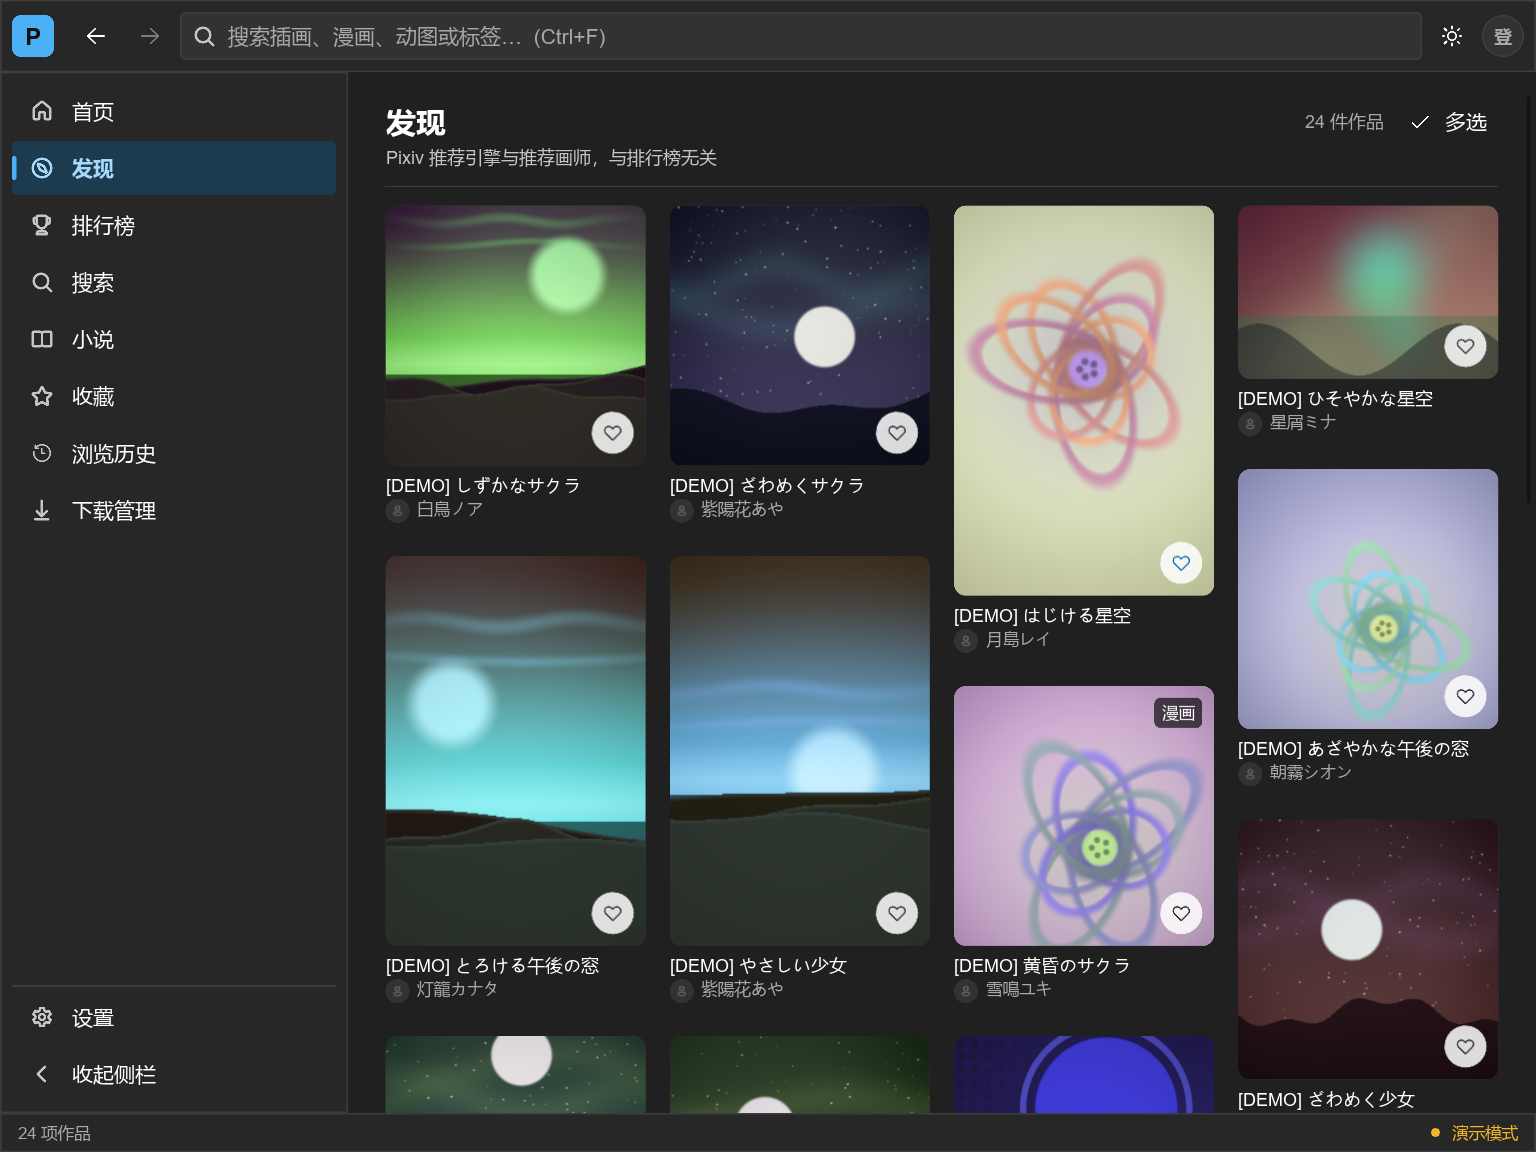 P
搜索插画、漫画、动图或标签… (Ctrl+F)
登
首页
发现
排行榜
搜索
小说
收藏
浏览历史
下载管理
设置
收起侧栏
发现
24 件作品
多选
Pixiv 推荐引擎与推荐画师，与排行榜无关
[DEMO] しずかなサクラ
白鳥ノア
[DEMO] ざわめくサクラ
紫陽花あや
[DEMO] はじける星空
月島レイ
[DEMO] ひそやかな星空
星屑ミナ
[DEMO] とろける午後の窓
灯籠カナタ
[DEMO] やさしい少女
紫陽花あや
漫画
[DEMO] 黄昏のサクラ
雪鳴ユキ
[DEMO] あざやかな午後の窓
朝霧シオン
[DEMO] ざわめく少女
24 项作品
演示模式